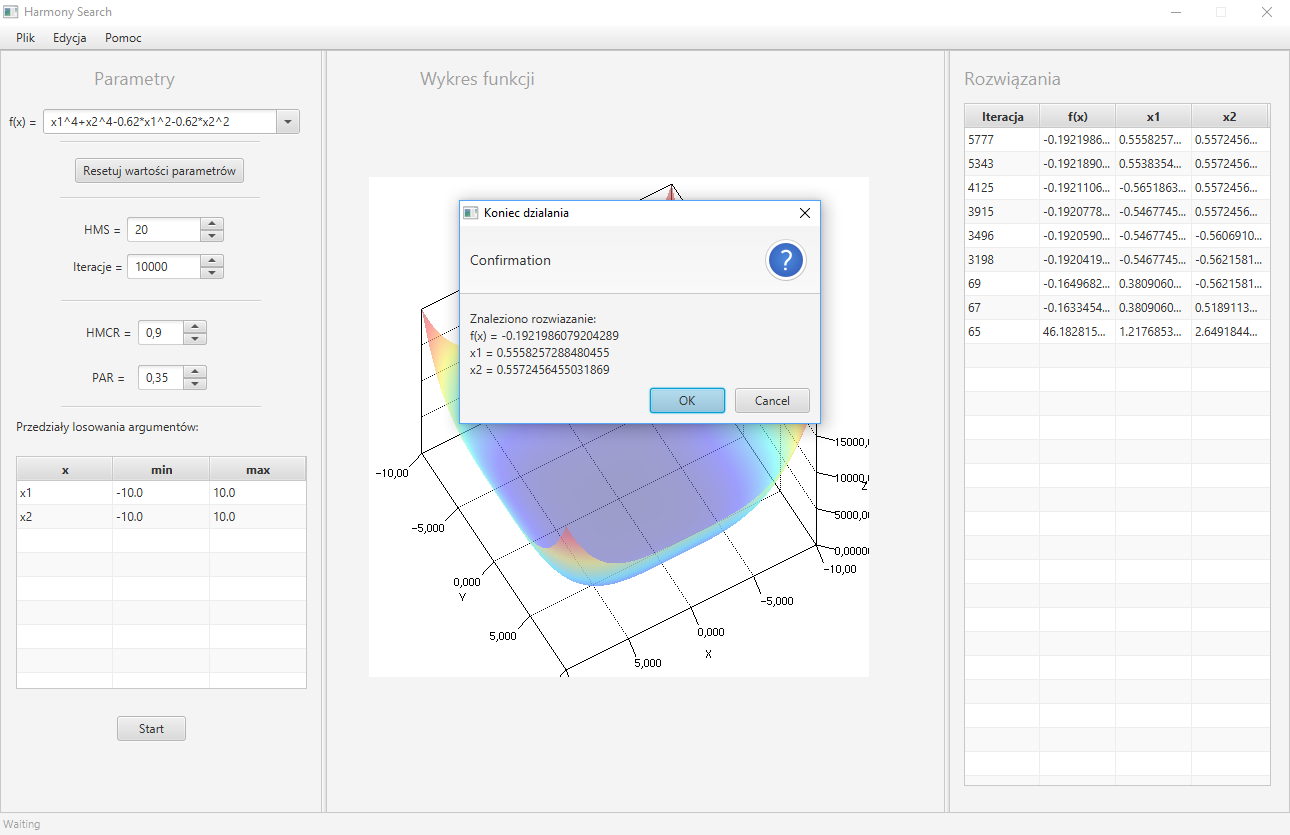 Harmony Search
Plik Edycja Pomoc
Parametry
f(x) = x1^4+x2^4-0.62*x1^2-0.62*x2^2
Resetuj wartości parametrów
HMS = 20
Iteracje = 10000
HMCR = 0,9
PAR = 0,35
Przedziały losowania argumentów:
x min max
x1 -10.0 10.0
x2 -10.0 10.0
Start
Waiting
Wykres funkcji
Koniec dzialania
Confirmation
?
Znaleziono rozwiazanie:
f(x) = -0.1921986079204289
x1 = 0.5558257288480455
x2 = 0.5572456455031869
OK Cancel
−10,00
−5,000
0,000
Y
5,000
5,000
X
0,000
−5,000
−10,00
15000,
10000,
Z
5000,0
0,0000
Rozwiązania
Iteracja f(x) x1 x2
5777 -0.1921986... 0.5558257... 0.5572456...
5343 -0.1921890... 0.5538354... 0.5572456...
4125 -0.1921106... -0.5651863... 0.5572456...
3915 -0.1920778... -0.5467745... 0.5572456...
3496 -0.1920590... -0.5467745... -0.5606910...
3198 -0.1920419... -0.5467745... -0.5621581...
69 -0.1649682... 0.3809060... -0.5621581...
67 -0.1633454... 0.3809060... 0.5189113...
65 46.182815... 1.2176853... 2.6491844...